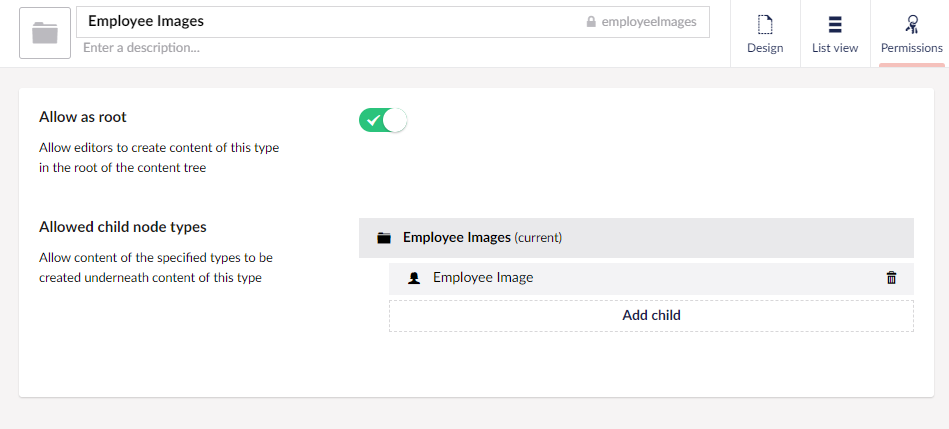 Employee Images
employeeImages
Enter a description...
Design
List view
Permissions
Allow as root
Allow editors to create content of this type
in the root of the content tree
Allowed child node types
Allow content of the specified types to be
created underneath content of this type
Employee Images (current)
Employee Image
Add child